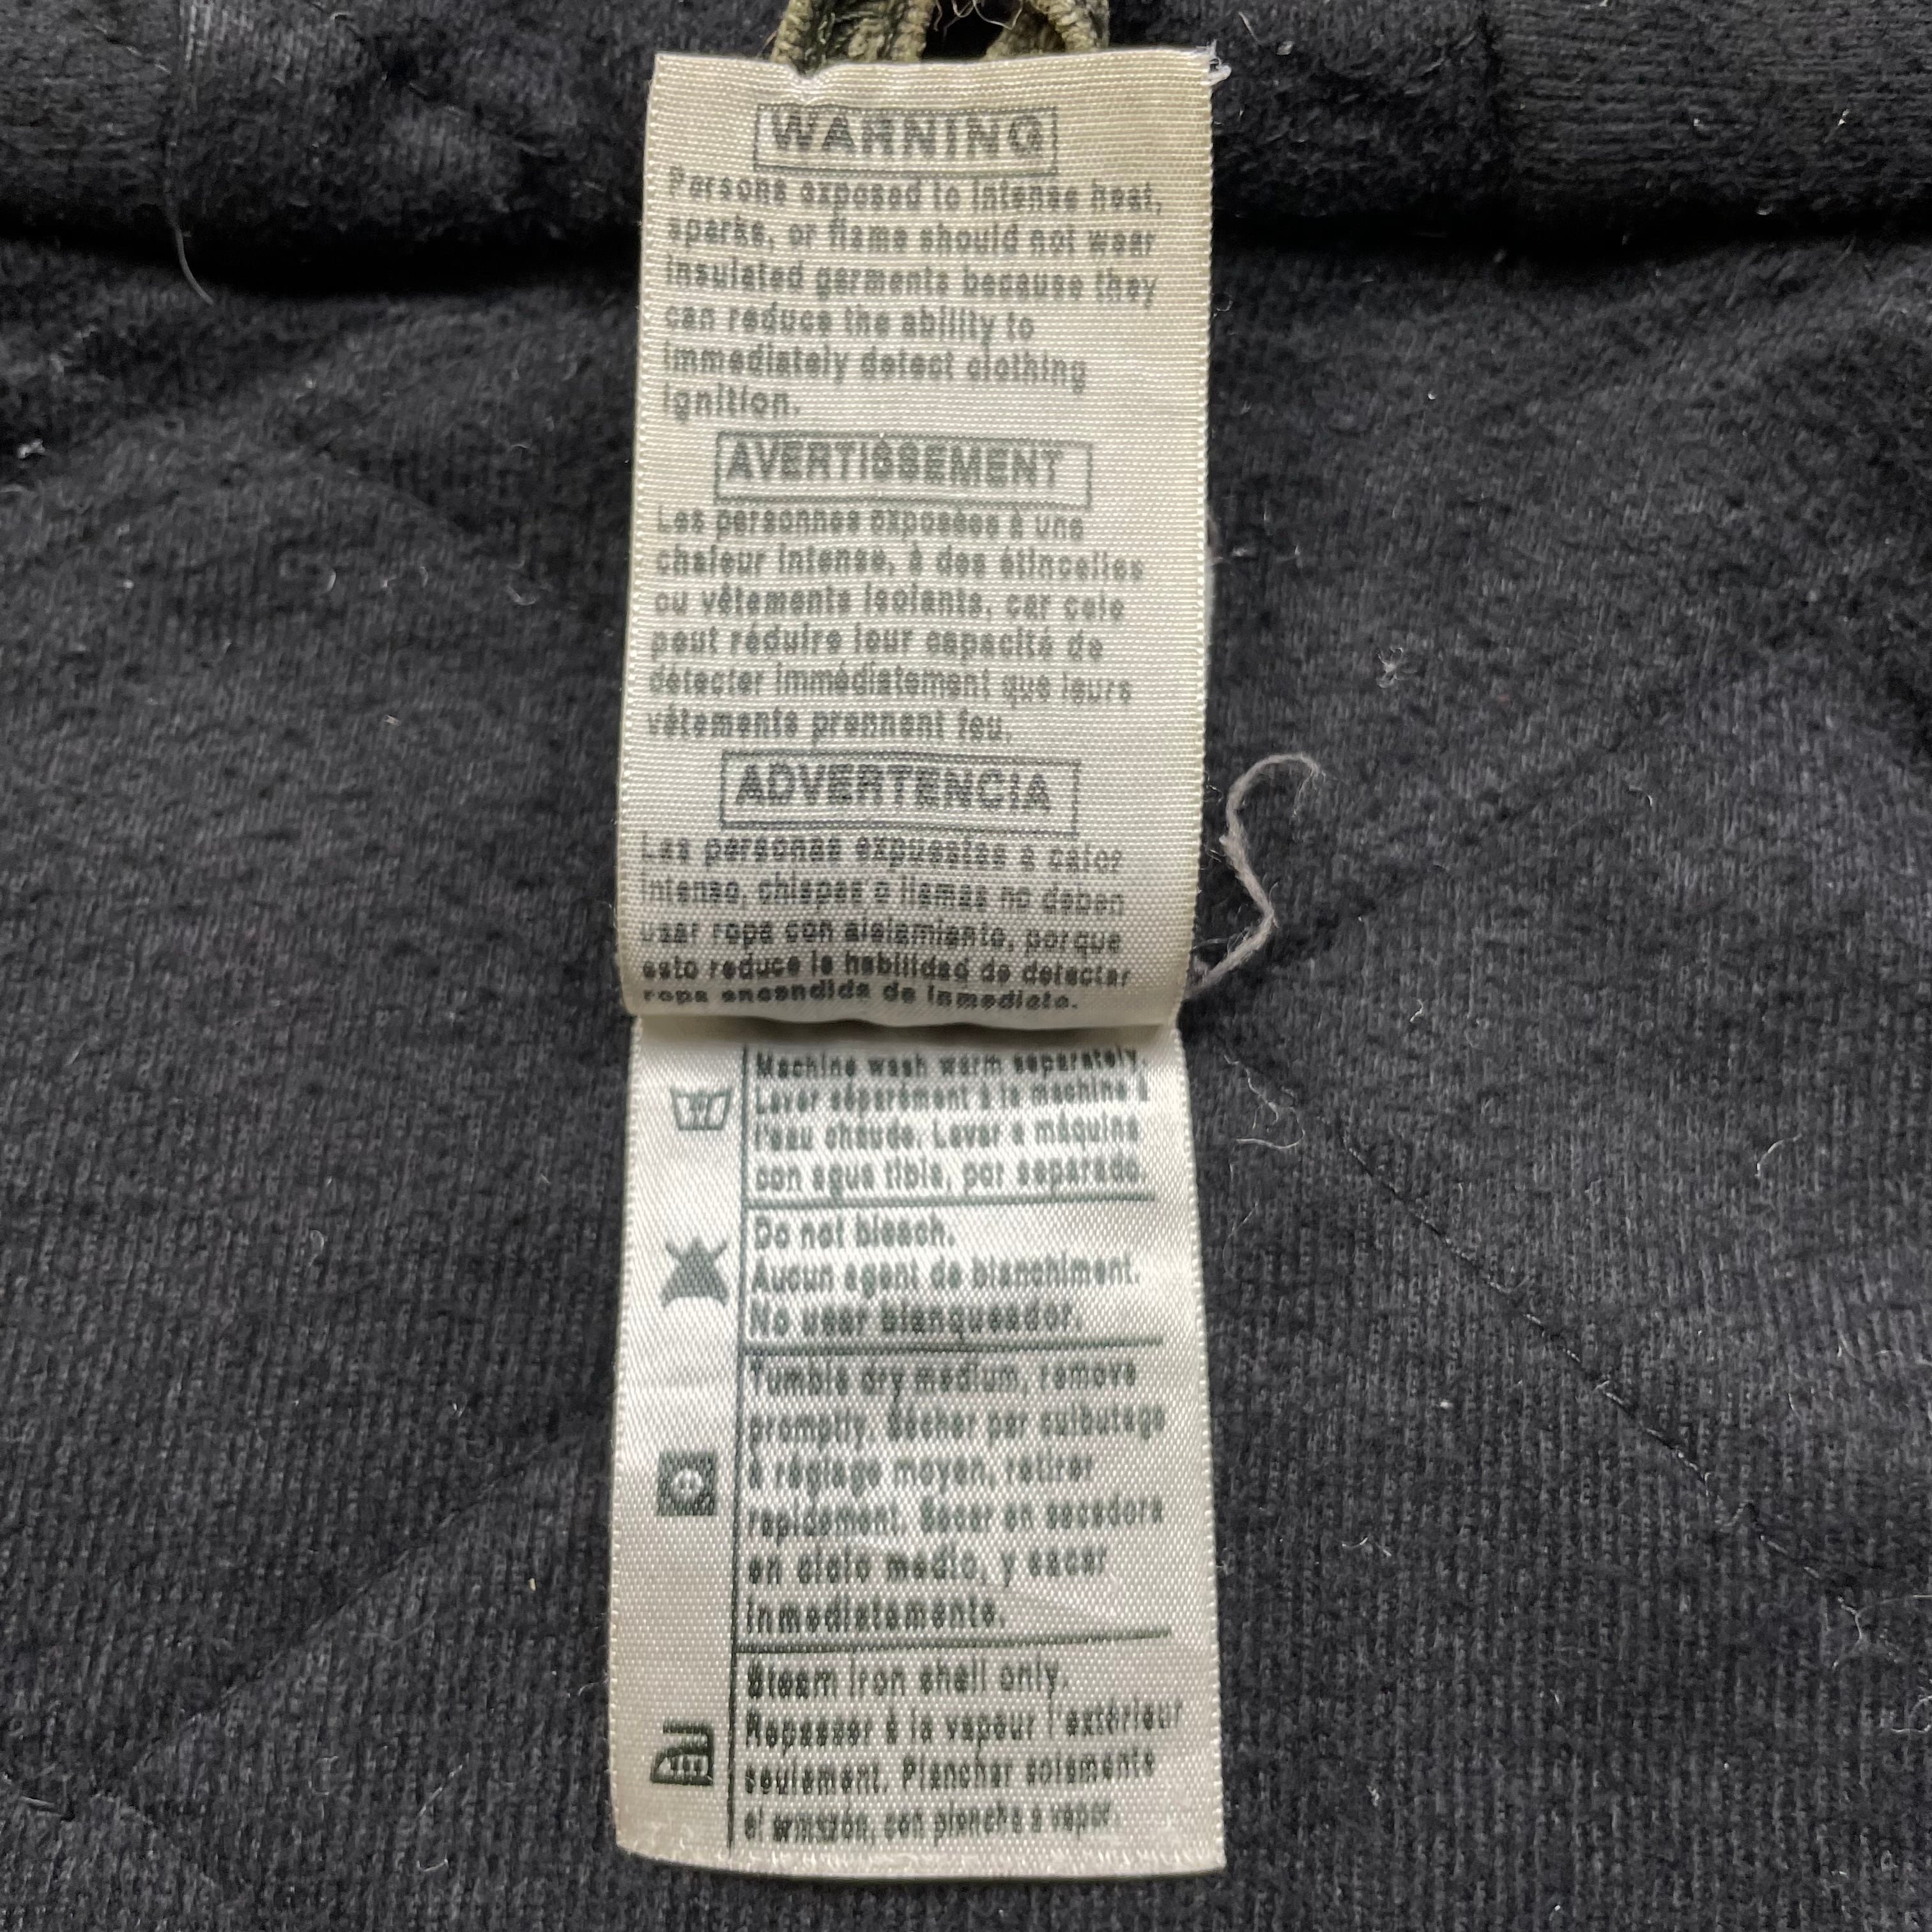 WARNING
Persons exposed to intense heat,
sparks, or flame should not wear
insulated garments because they
can reduce the ability to
immediately detect clothing
ignition.
AVERTISSEMENT
Les personnes exposées à une
chaleur intense, à des étincelles
ou vêtements isolants, car cela
peut réduire leur capacité de
détecter immédiatement que leurs
vêtements prennent feu.
ADVERTENCIA
Las personas expuestas a calor
intenso, chispas o llamas no deben
usar ropa con aislamiento, porque
esto reduce la habilidad de detectar
ropa encendida de inmediato.
Machine wash warm separately
Laver séparément à la machine à
l'eau chaude. Lavar a máquina
con agua tibia, por separado.
Do not bleach.
Aucun agent de blanchiment.
No usar blanqueador.
Tumble dry medium, remove
promptly. Sécher par culbutage
à réglage moyen, retirer
rapidement. Secar en secadora
en ciclo medio, y sacar
inmediatamente.
Steam iron shell only.
Repasser à la vapeur l'extérieur
seulement. Planchar solamente
el armazón, con plancha a vapor.